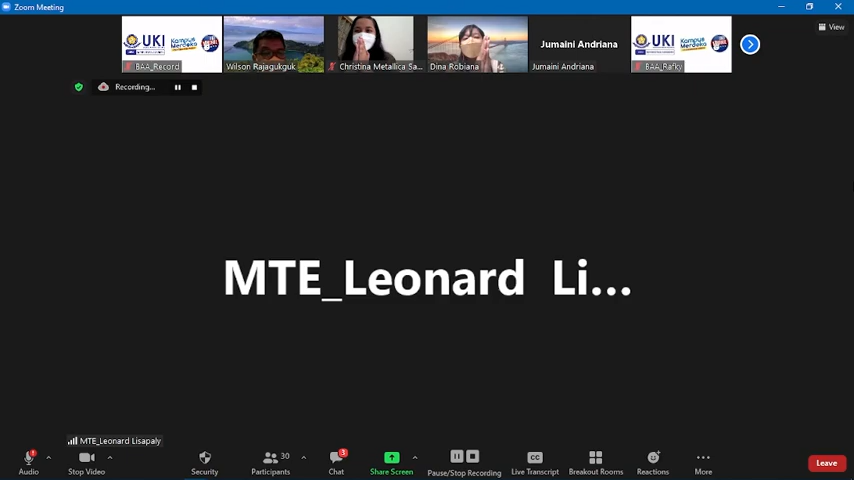 Zoom Meeting
View
UKI
Kampus
Merdeka
BAA_Record
Wilson Rajagukguk
Christina Metallica Sa...
Dina Robiana
Jumaini Andriana
Jumaini Andriana
UKI
Kampus
Merdeka
BAA_Rafky
Recording...
MTE_Leonard Li...
MTE_Leonard Lisapaly
Audio
Stop Video
Security
30
Participants
3
Chat
Share Screen
Pause/Stop Recording
CC
Live Transcript
Breakout Rooms
Reactions
More
Leave